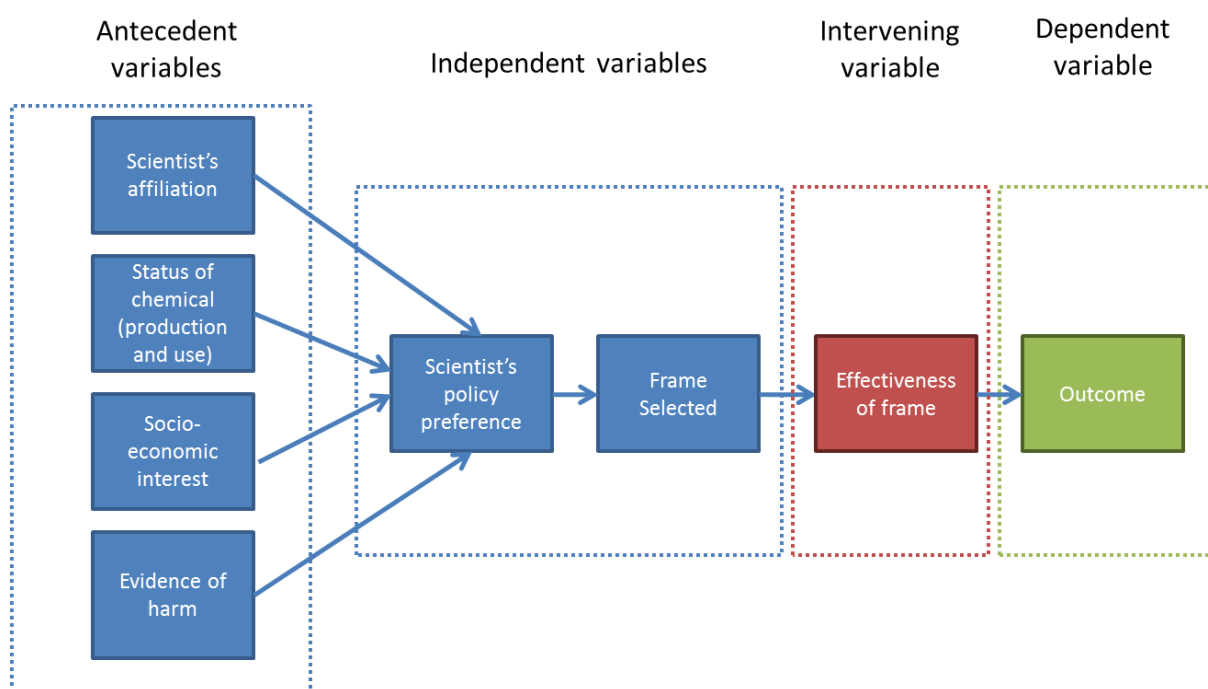 Antecedent
variables
Independent variables
Intervening
variable
Dependent
variable
Scientist’s
affiliation
Status of
chemical
(production
and use)
Socio-
economic
interest
Evidence of
harm
Scientist’s
policy
preference
Frame
Selected
Effectiveness
of frame
Outcome